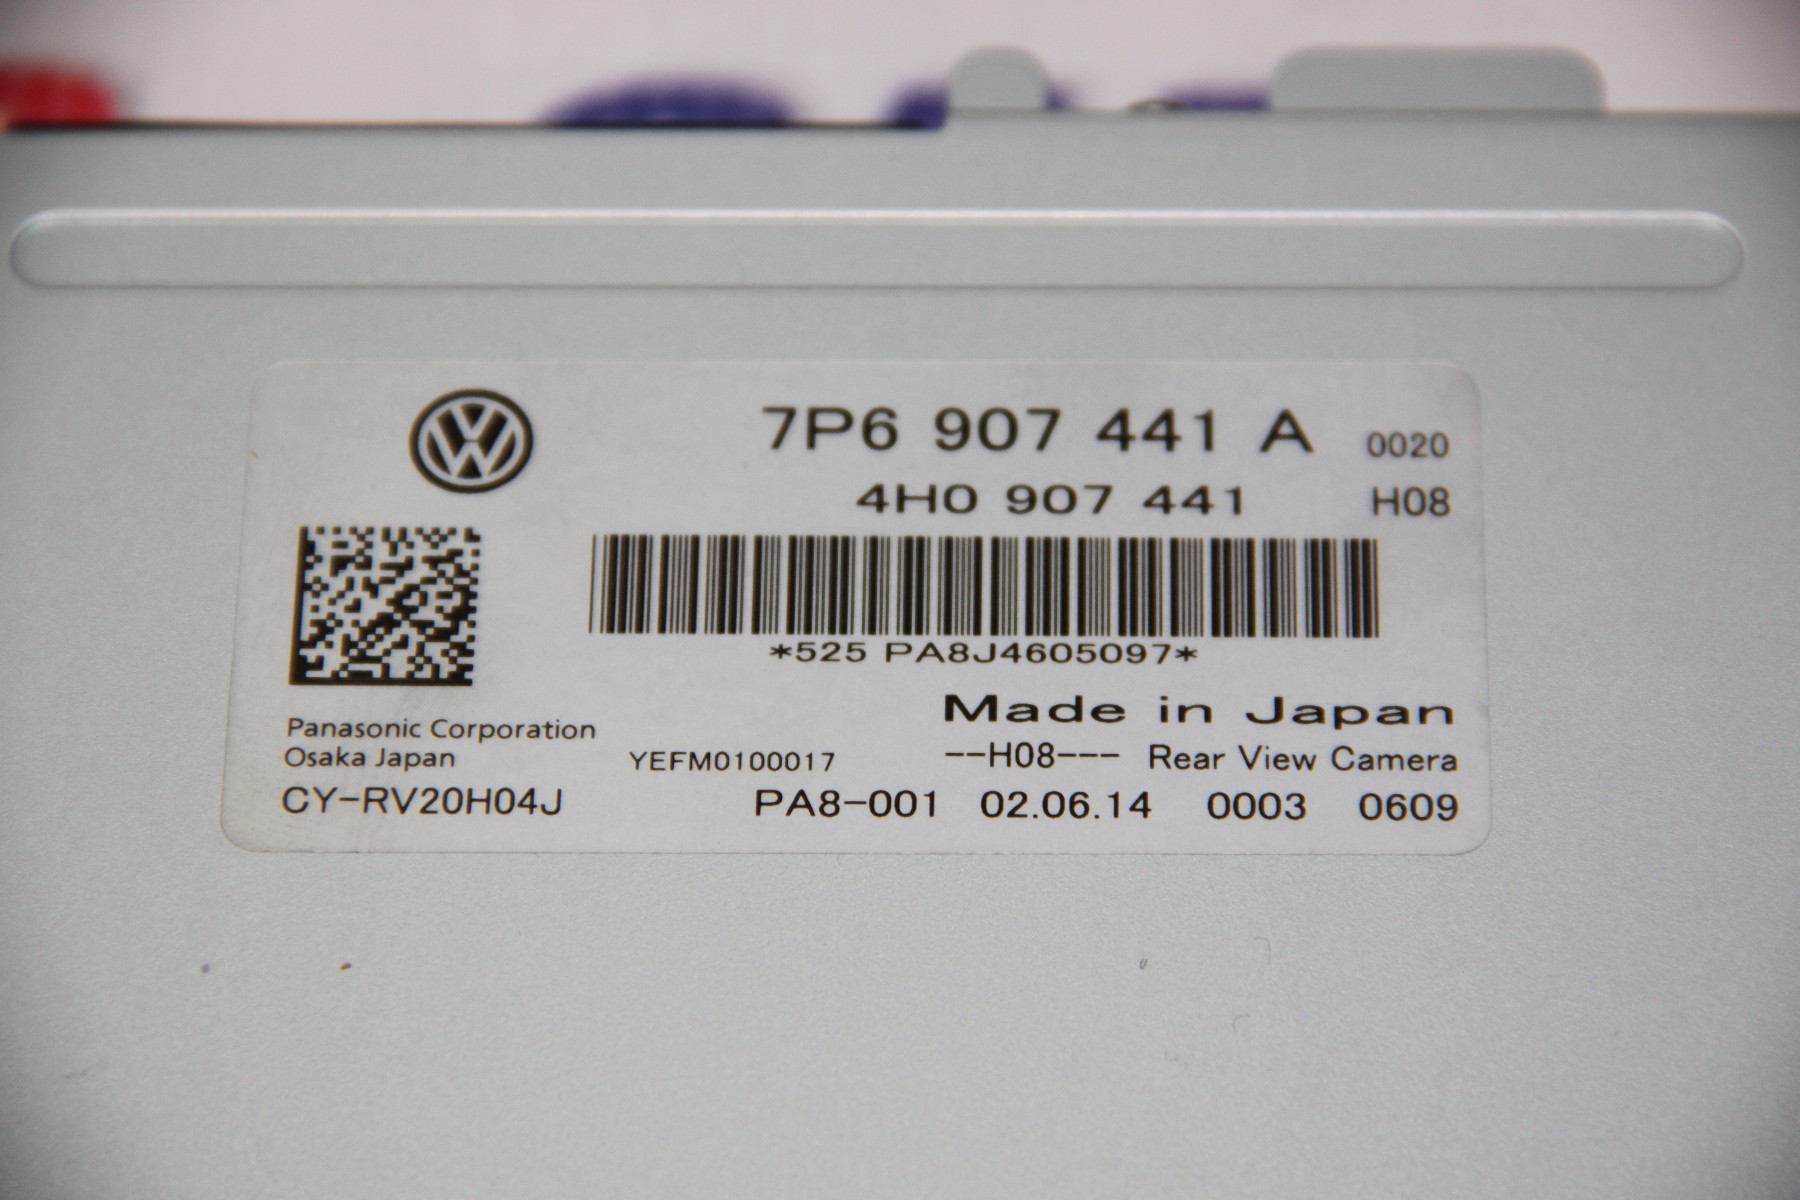 7P6 907 441 A 0020
4H0 907 441 H08
*525 PA8J4605097*
Made in Japan
Panasonic Corporation
Osaka Japan YEFM0100017 --H08--- Rear View Camera
CY-RV20H04J PA8-001 02.06.14 0003 0609